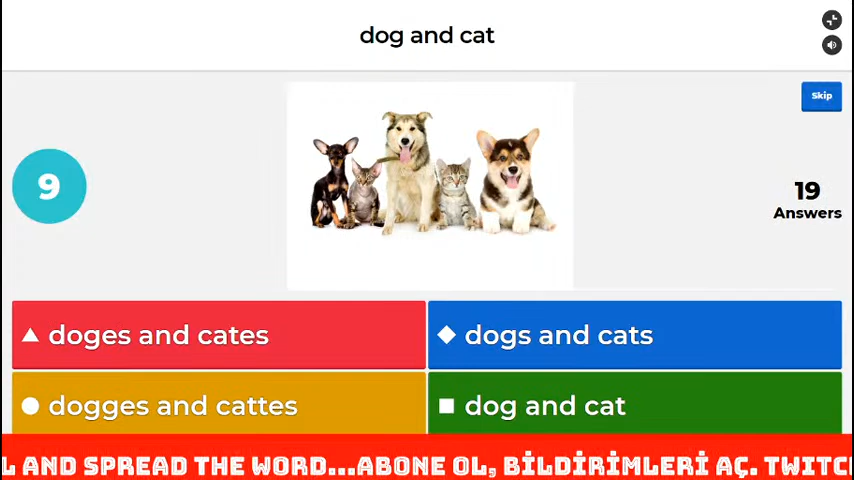 dog and cat
Skip
9
19
Answers
doges and cates
dogs and cats
dogges and cattes
dog and cat
L AND SPREAD THE WORD...ABONE OL, BİLDİRİMLERİ AÇ. TWITC